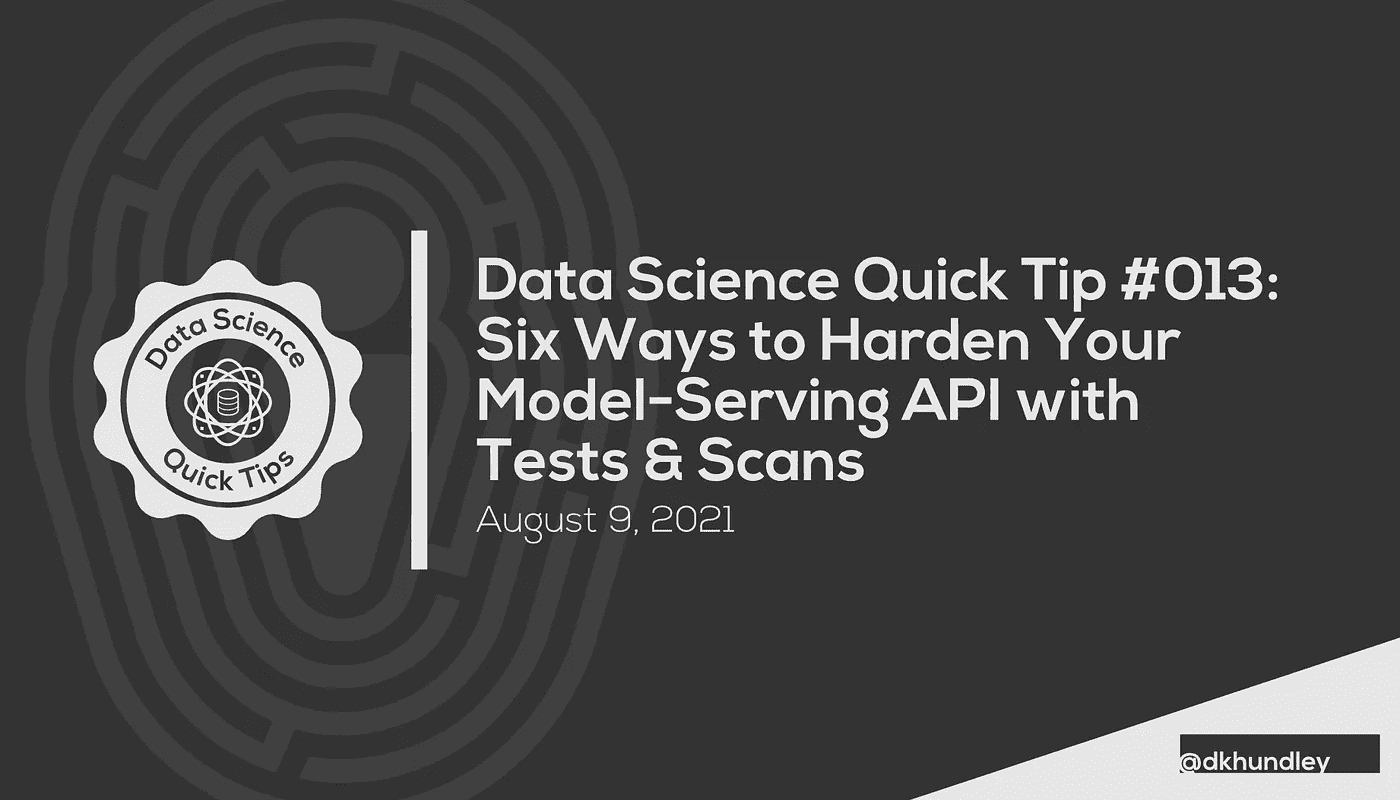 Data Science
Quick Tips
Data Science Quick Tip #013:
Six Ways to Harden Your
Model-Serving API with
Tests & Scans
August 9, 2021
@dkhundley